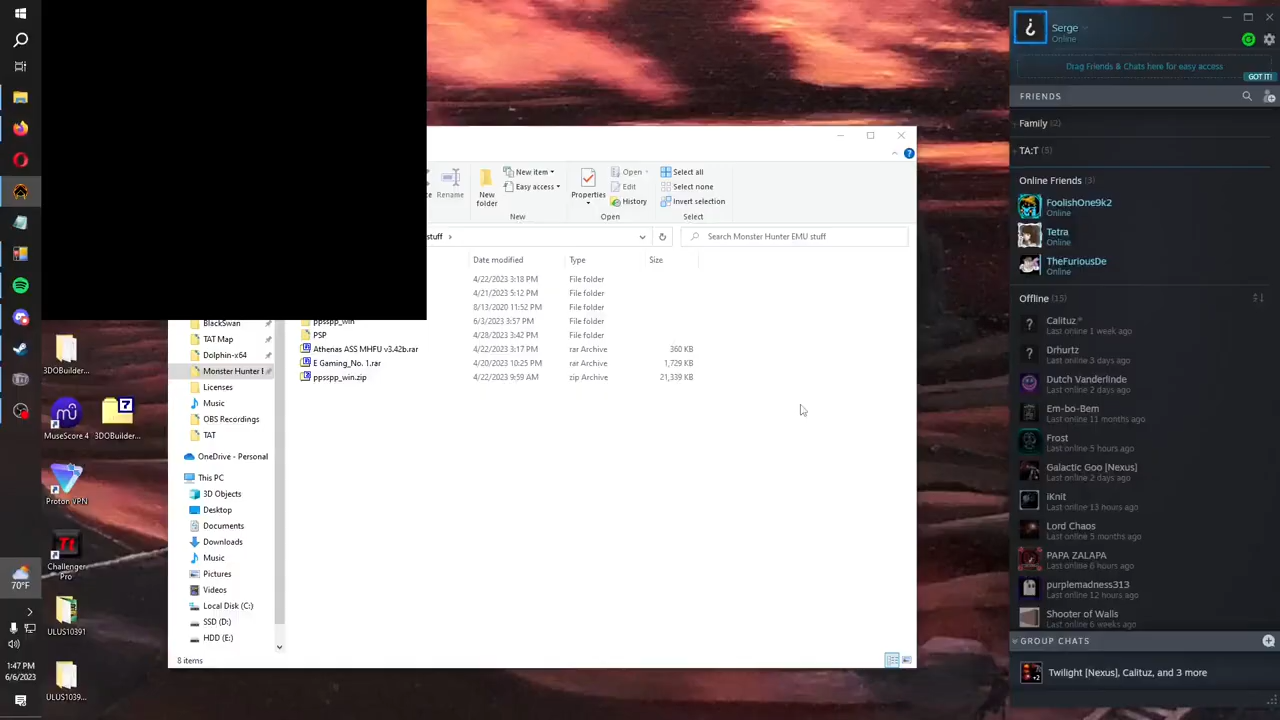 New item
Easy access
Rename
New
folder
Properties
Open
Edit
History
Select all
Select none
Invert selection
New
Open
Select
stuff
Search Monster Hunter EMU stuff
Date modified
Type
Size
4/22/2023 3:18 PM
File folder
4/21/2023 5:12 PM
File folder
8/13/2020 11:52 PM
File folder
ppsspp_win
6/3/2023 3:57 PM
File folder
PSP
4/28/2023 3:42 PM
File folder
Athenas ASS MHFU v3.42b.rar
4/22/2023 3:17 PM
rar Archive
360 KB
E Gaming_No. 1.rar
4/20/2023 10:25 PM
rar Archive
1,729 KB
ppsspp_win.zip
4/22/2023 9:59 AM
zip Archive
21,339 KB
BlackSwan
TAT Map
Dolphin-x64
Monster Hunter E
Licenses
Music
OBS Recordings
TAT
OneDrive - Personal
This PC
3D Objects
Desktop
Documents
Downloads
Music
Pictures
Videos
Local Disk (C:)
SSD (D:)
HDD (E:)
8 items
3DOBuilde...
MuseScore 4
3DOBuilder...
Proton VPN
Challenger
Pro
ULUS10391
ULUS1039...
70°F
1:47 PM
6/6/2023
Serge
Online
Drag Friends & Chats here for easy access
GOT IT!
FRIENDS
Family (2)
TA:T (5)
Online Friends (3)
FoolishOne9k2
Online
Tetra
Online
TheFuriousDe
Online
Offline (15)
Calituz *
Last online 1 week ago
Drhurtz
Last online 3 days ago
Dutch Vanderlinde
Last online 2 days ago
Em-bo-Bem
Last online 11 months ago
Frost
Last online 5 hours ago
Galactic Goo [Nexus]
Last online 2 days ago
iKnit
Last online 13 hours ago
Lord Chaos
Last online 5 months ago
PAPA ZALAPA
Last online 6 hours ago
purplemadness313
Last online 12 hours ago
Shooter of Walls
Last online 6 weeks ago
GROUP CHATS
+2
Twilight [Nexus], Calituz, and 3 more